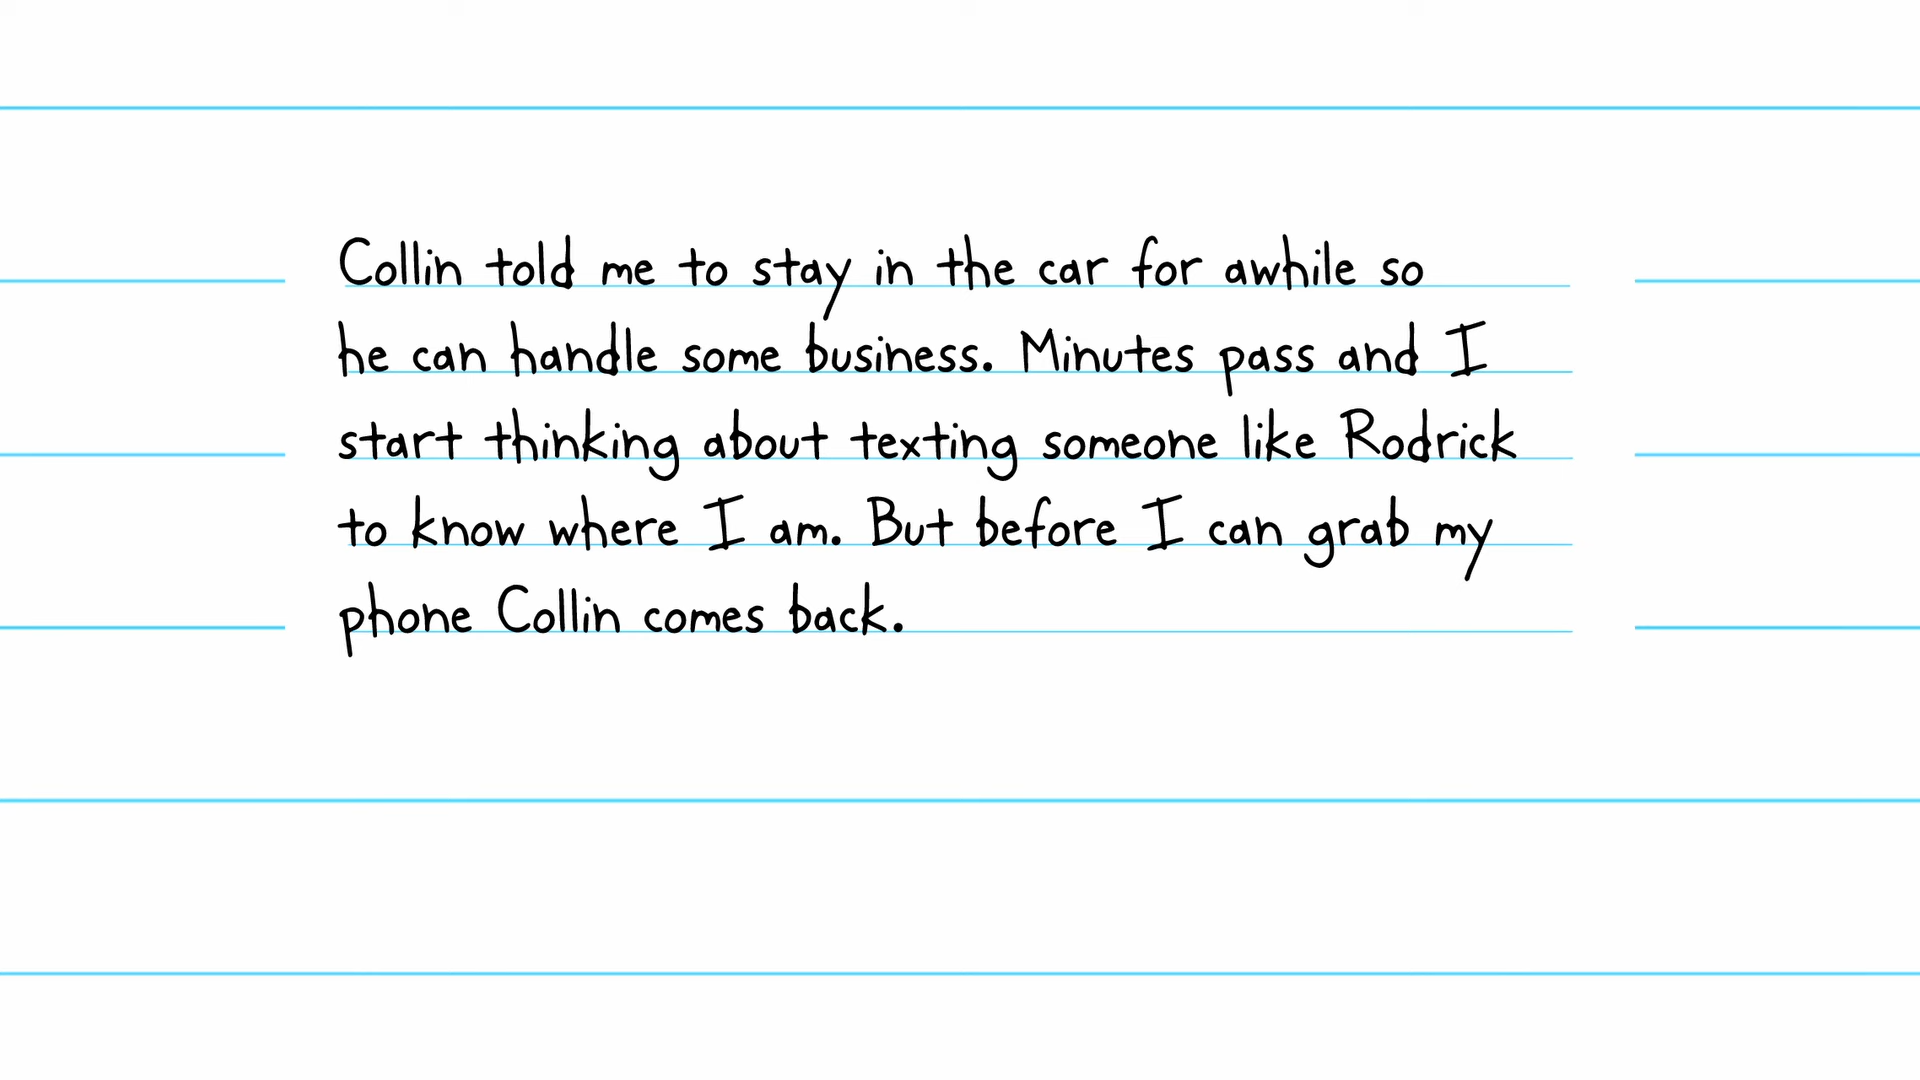 Collin told me to stay in the car for awhile so
he can handle some business. Minutes pass and I
start thinking about texting someone like Rodrick
to know where I am. But before I can grab my
phone Collin comes back.